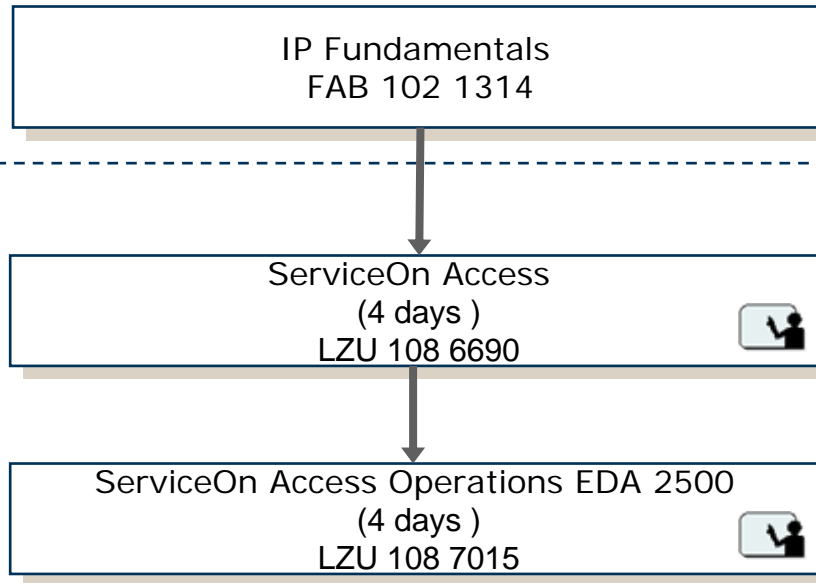 IP Fundamentals
FAB 102 1314
ServiceOn Access
(4 days )
LZU 108 6690
ServiceOn Access Operations EDA 2500
(4 days )
LZU 108 7015